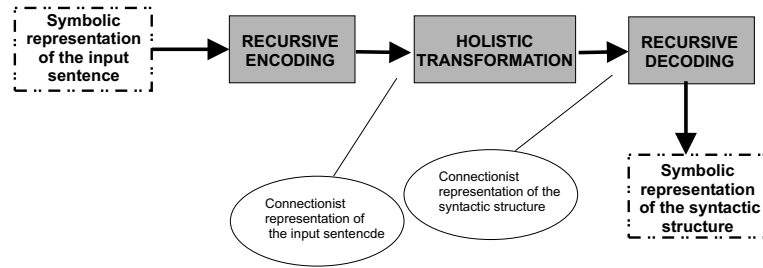 Symbolic
representation
of the input
sentence
RECURSIVE
ENCODING
HOLISTIC
TRANSFORMATION
RECURSIVE
DECODING
Connectionist
representation of
the input sentencde
Connectionist
representation of the
syntactic structure
Symbolic
representation
of the syntactic
structure